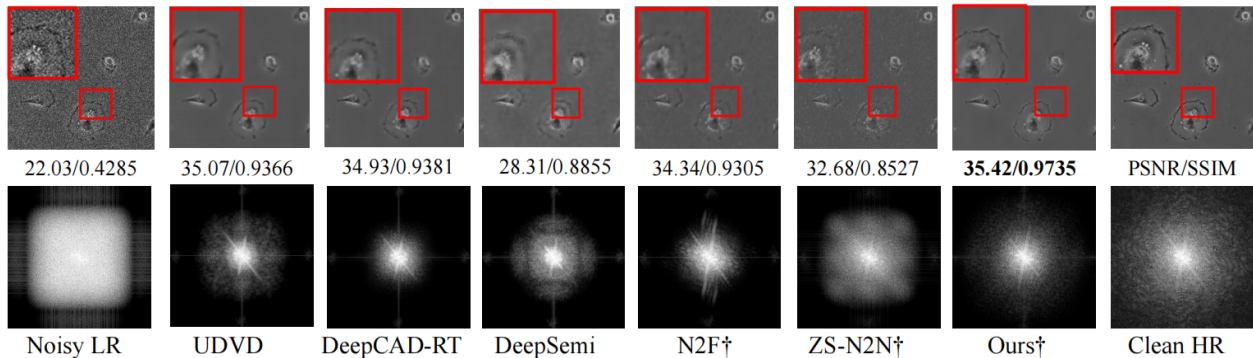 22.03/0.4285 35.07/0.9366 34.93/0.9381 28.31/0.8855 34.34/0.9305 32.68/0.8527 35.42/0.9735 PSNR/SSIM
Noisy LR UDVD DeepCAD-RT DeepSemi N2F† ZS-N2N† Ours† Clean HR